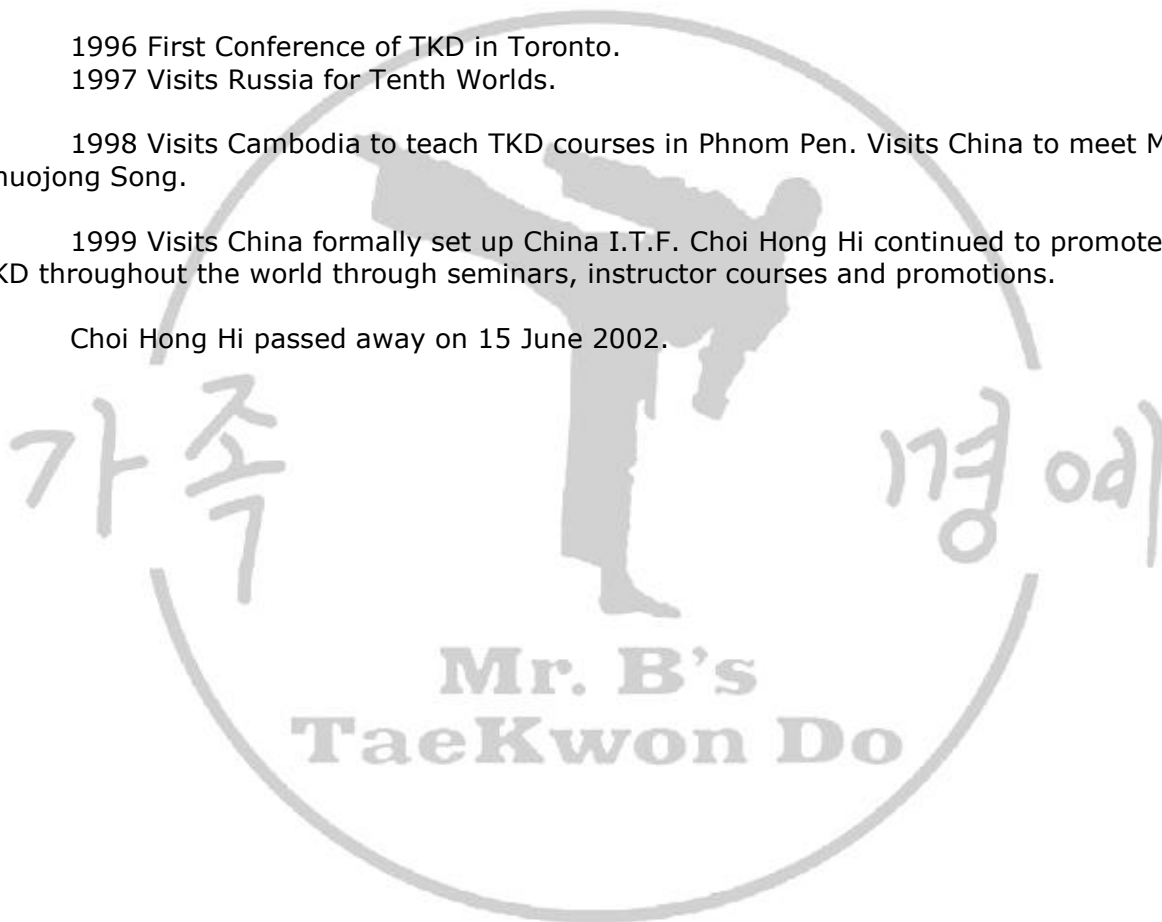 1996 First Conference of TKD in Toronto.
1997 Visits Russia for Tenth Worlds.
1998 Visits Cambodia to teach TKD courses in Phnom Pen. Visits China to meet
Song.
1999 Visits China formally set up China I.T.F. Choi Hong Hi continued to promote
throughout the world through seminars, instructor courses and promotions.
Choi Hong Hi passed away on 15 June 2002.
가족 명예
Mr. B's
TaeKwon Do